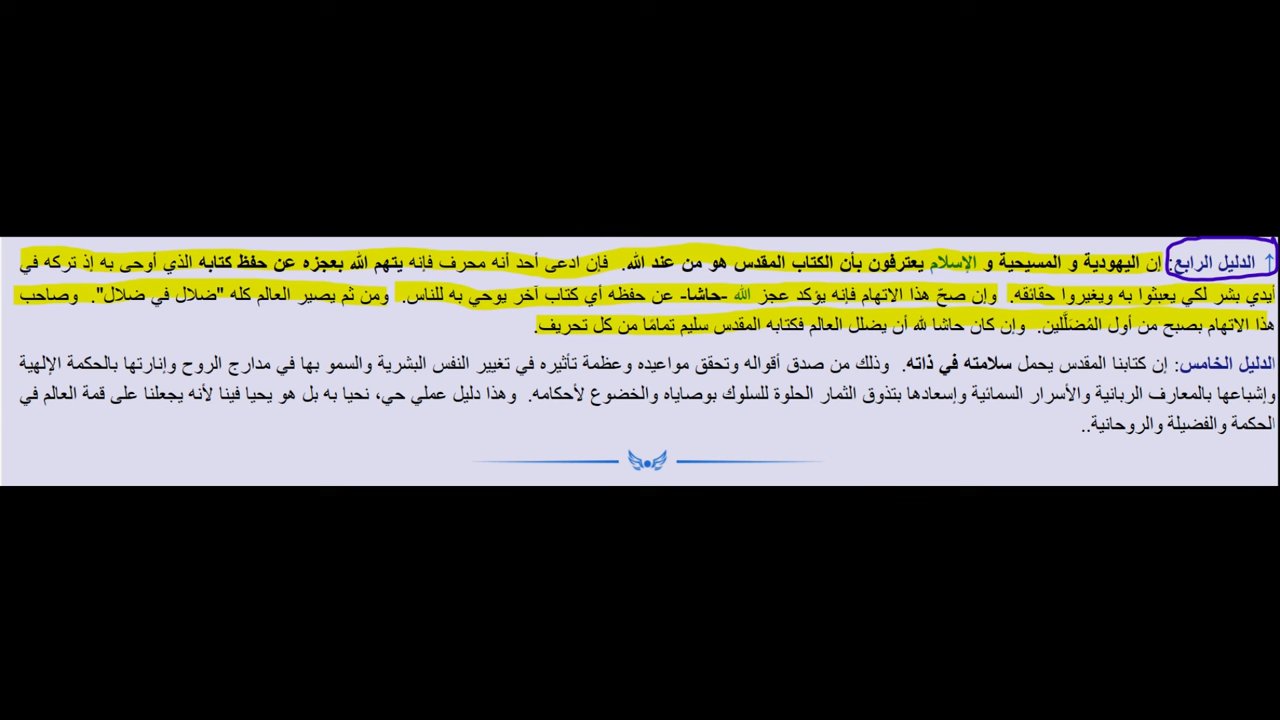 ↑ الدليل الرابع: إن اليهودية و المسيحية و الإسلام يعترفون بأن الكتاب المقدس هو من عند الله. فإن ادعى أحد أنه محرف فإنه يتهم الله بعجزه عن حفظ كتابه الذي أوحى به إذ تركه في
أيدي بشر لكي يعبثوا به ويغيروا حقائقه. وإن صحّ هذا الاتهام فإنه يؤكد عجز الله -حاشا- عن حفظه أي كتاب آخر يوحي به للناس. ومن ثم يصير العالم كله "ضلال في ضلال". وصاحب
هذا الاتهام بصبح من أول المُضَلَّلين. وإن كان حاشا لله أن يضلل العالم فكتابه المقدس سليم تمامًا من كل تحريف.
الدليل الخامس: إن كتابنا المقدس يحمل سلامته في ذاته. وذلك من صدق أقواله وتحقق مواعيده وعظمة تأثيره في تغيير النفس البشرية والسمو بها في مدارج الروح وإنارتها بالحكمة الإلهية
وإشباعها بالمعارف الربانية والأسرار السمائية وإسعادها بتذوق الثمار الحلوة للسلوك بوصاياه والخضوع لأحكامه. وهذا دليل عملي حي، نحيا به بل هو يحيا فينا لأنه يجعلنا على قمة العالم في
الحكمة والفضيلة والروحانية..